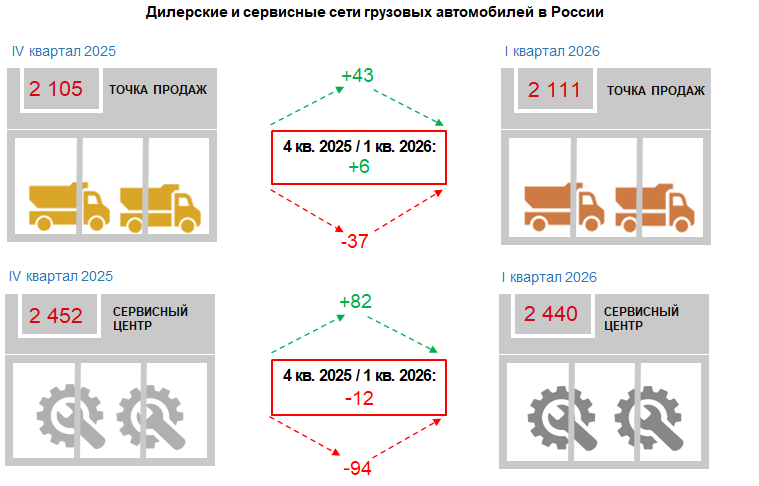 Дилерские и сервисные сети грузовых автомобилей в России
IV квартал 2025
2 105
ТОЧКА ПРОДАЖ
+43
4 кв. 2025 / 1 кв. 2026:
+6
-37
I квартал 2026
2 111
ТОЧКА ПРОДАЖ
IV квартал 2025
2 452
СЕРВИСНЫЙ
ЦЕНТР
+82
4 кв. 2025 / 1 кв. 2026:
-12
-94
I квартал 2026
2 440
СЕРВИСНЫЙ
ЦЕНТР